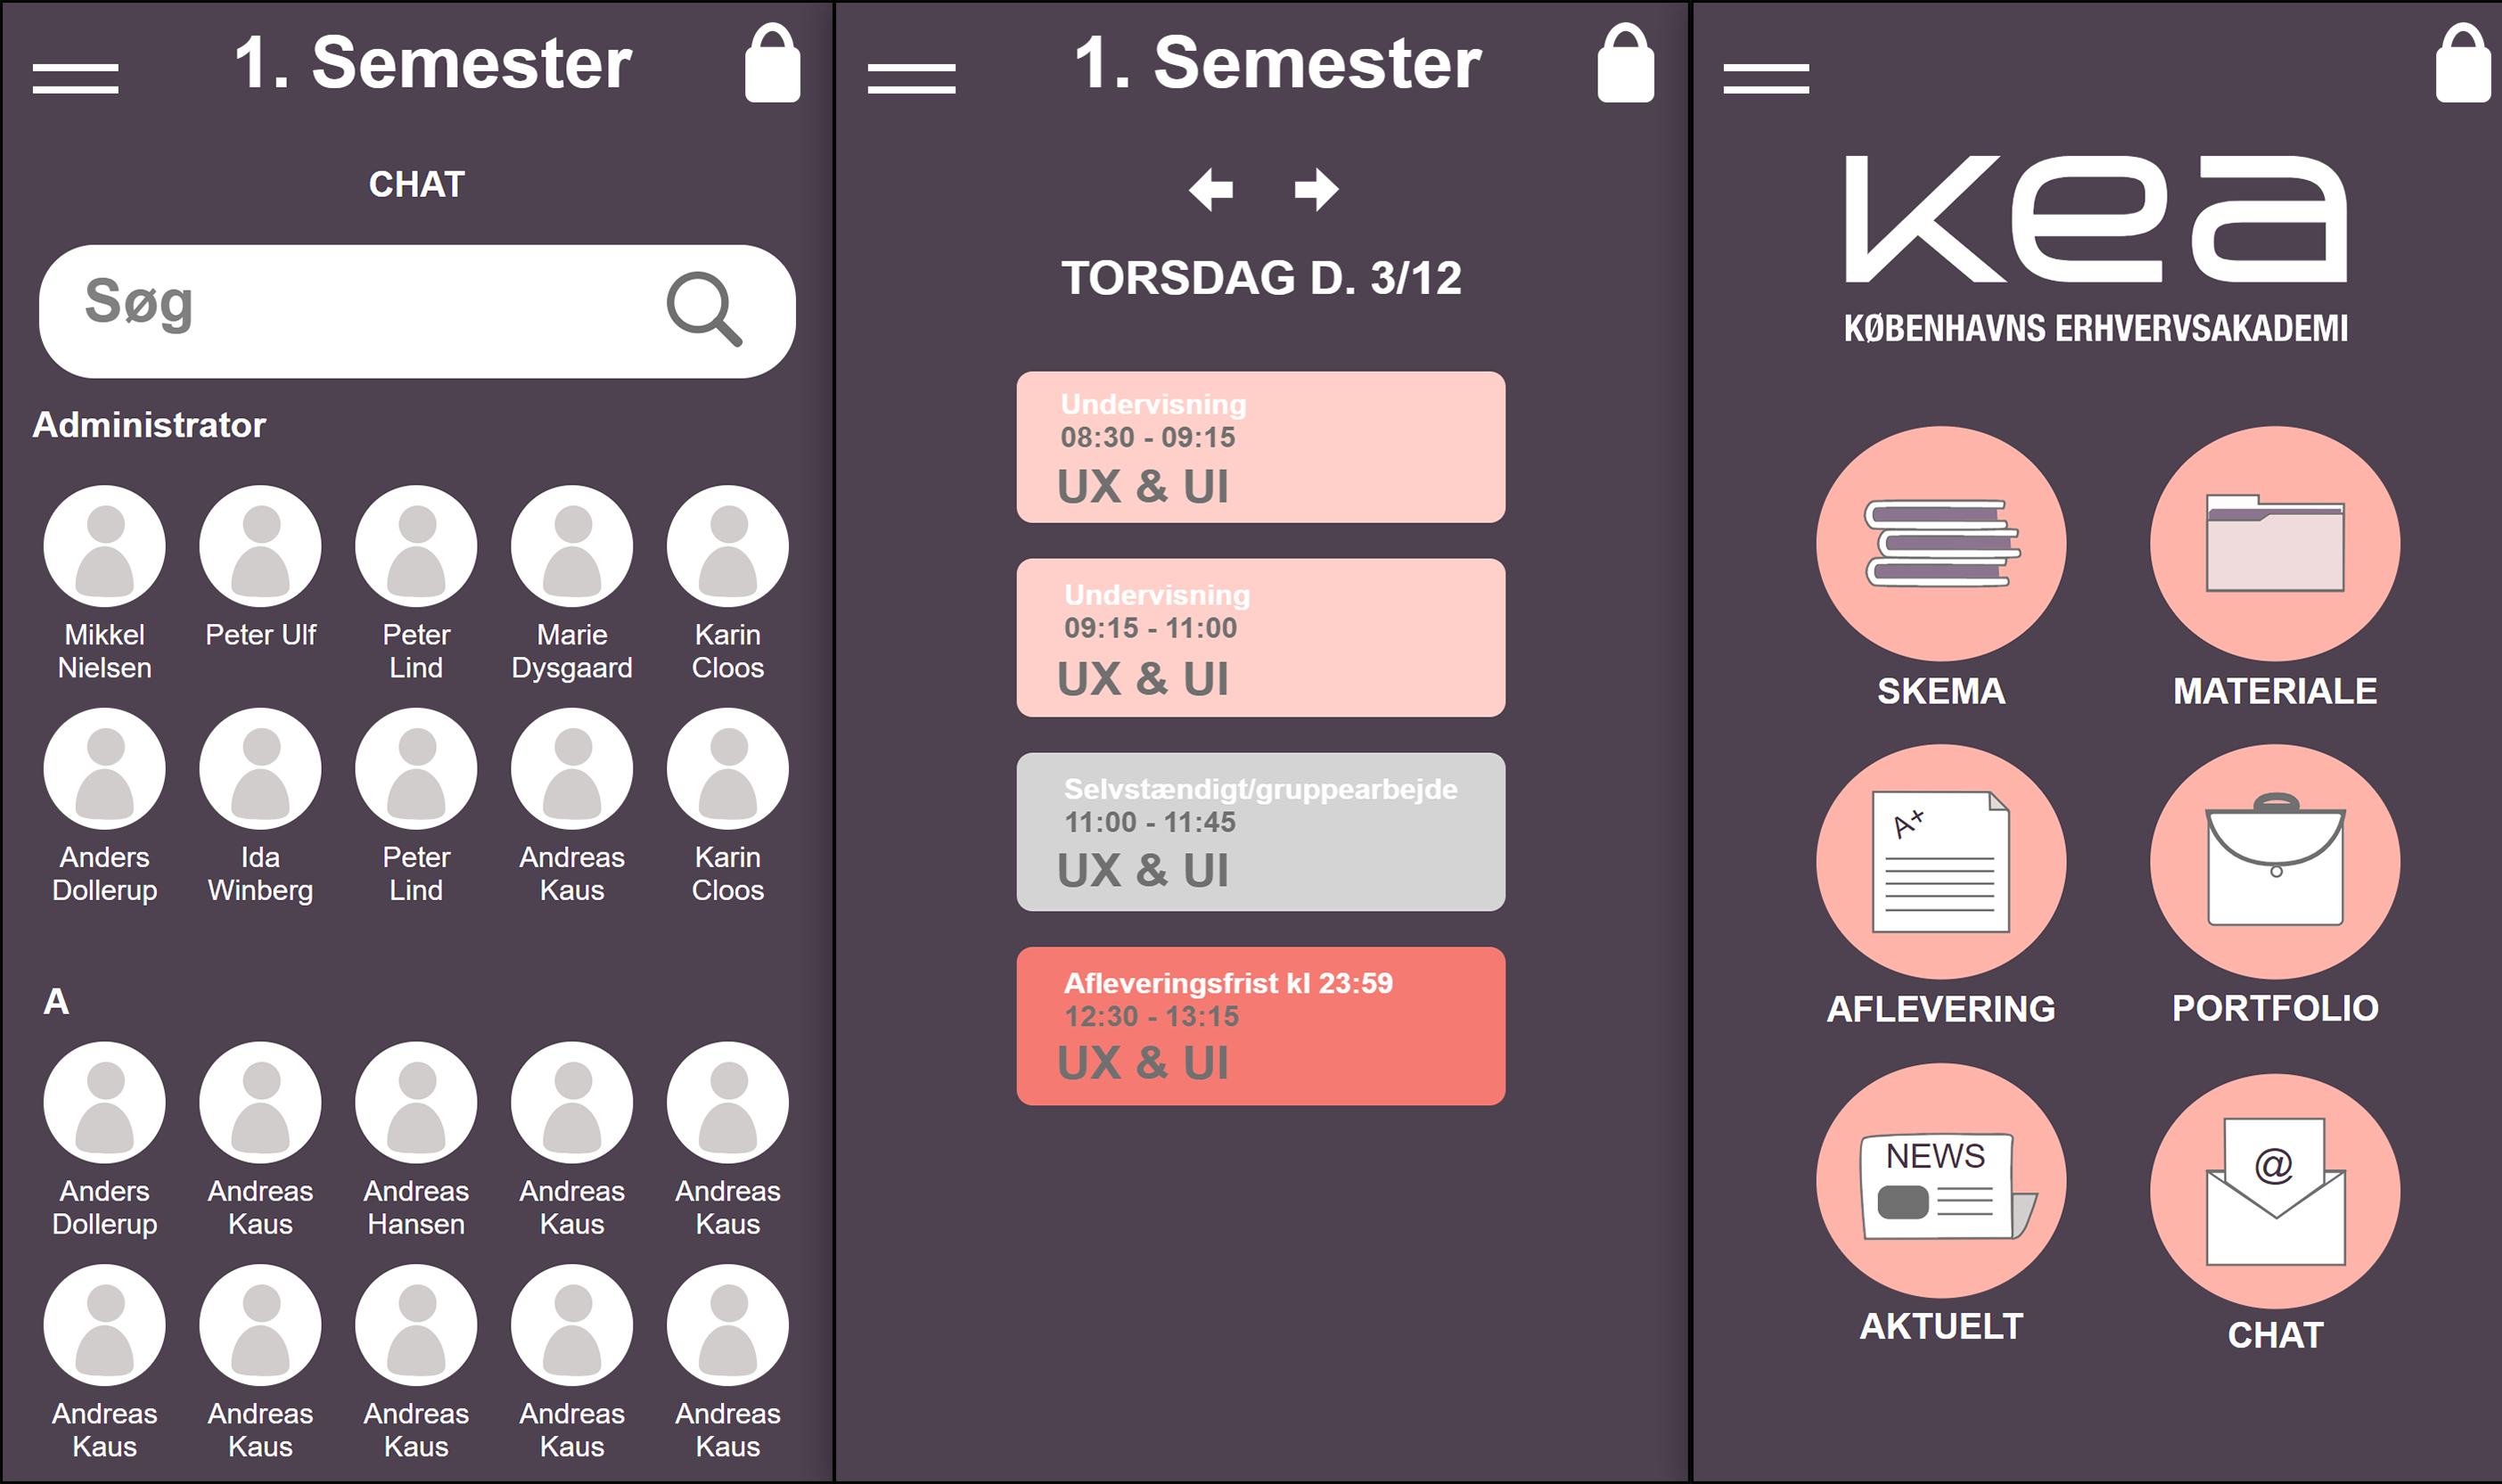 1. Semester
CHAT
Søg
Administrator
Mikkel
Nielsen
Peter Ulf
Peter
Lind
Marie
Dysgaard
Karin
Cloos
Anders
Dollerup
Ida
Winberg
Peter
Lind
Andreas
Kaus
Karin
Cloos
A
Anders
Dollerup
Andreas
Kaus
Andreas
Hansen
Andreas
Kaus
Andreas
Kaus
Andreas
Kaus
Andreas
Kaus
Andreas
Kaus
Andreas
Kaus
Andreas
Kaus
1. Semester
TORSDAG D. 3/12
Undervisning
08:30 - 09:15
UX & UI
Undervisning
09:15 - 11:00
UX & UI
Selvstændigt/gruppearbejde
11:00 - 11:45
UX & UI
Afleveringsfrist kl 23:59
12:30 - 13:15
UX & UI
kea
KØBENHAVNS ERHVERVSAKADEMI
SKEMA
MATERIALE
A+
AFLEVERING
PORTFOLIO
NEWS
AKTUELT
@
CHAT